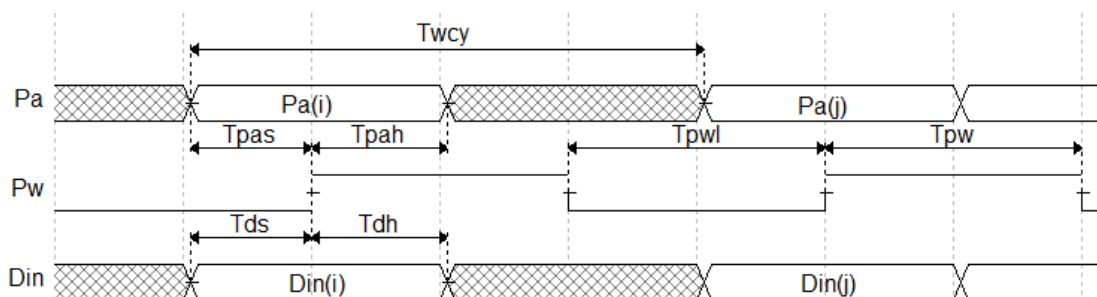 Twcy
Pa Pa(i) Pa(j)
Tpas Tpah Tpwl Tpw
Pw
Tds Tdh
Din Din(i) Din(j)